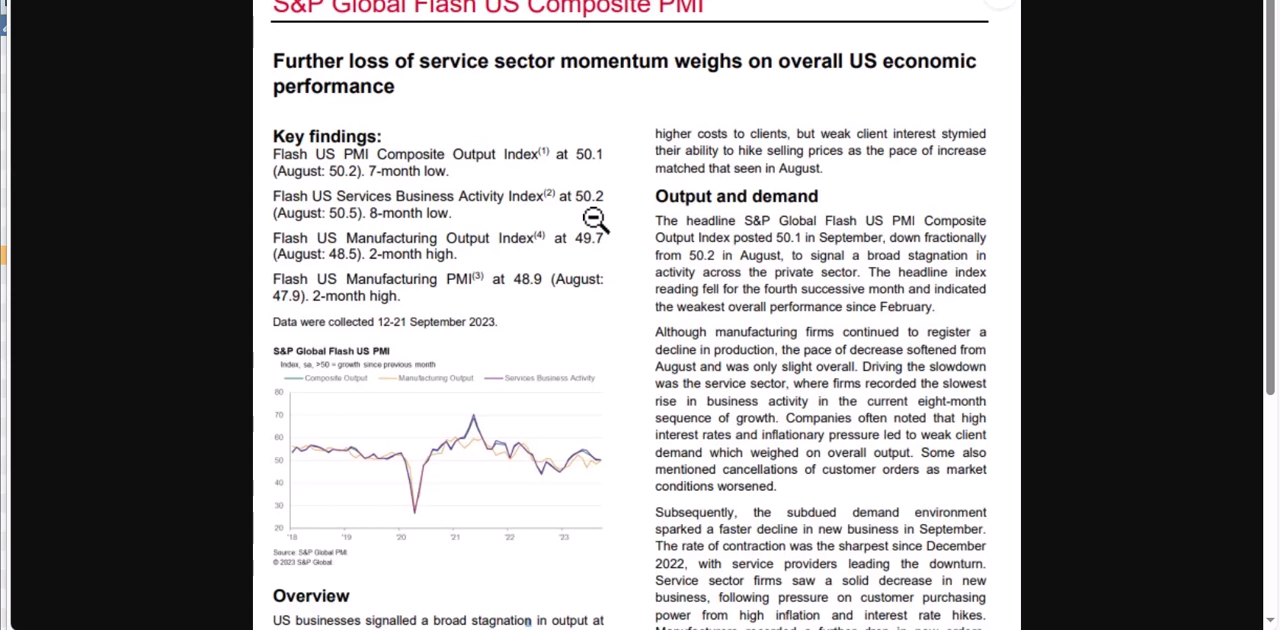 S&P Global Flash US Composite PMI
Further loss of service sector momentum weighs on overall US economic
performance
Key findings:
Flash US PMI Composite Output Index(1) at 50.1
(August: 50.2). 7-month low.
Flash US Services Business Activity Index(2) at 50.2
(August: 50.5). 8-month low.
Flash US Manufacturing Output Index(4) at 49.7
(August: 48.5). 2-month high.
Flash US Manufacturing PMI(3) at 48.9 (August:
47.9). 2-month high.
Data were collected 12-21 September 2023.
S&P Global Flash US PMI
Index, sa, >50 = growth since previous month
Composite Output Manufacturing Output Services Business Activity
80
70
60
50
40
30
20
'18 '19 '20 '21 '22 '23
Source: S&P Global PMI
© 2023 S&P Global
Overview
US businesses signalled a broad stagnation in output at
higher costs to clients, but weak client interest stymied
their ability to hike selling prices as the pace of increase
matched that seen in August.
Output and demand
The headline S&P Global Flash US PMI Composite
Output Index posted 50.1 in September, down fractionally
from 50.2 in August, to signal a broad stagnation in
activity across the private sector. The headline index
reading fell for the fourth successive month and indicated
the weakest overall performance since February.
Although manufacturing firms continued to register a
decline in production, the pace of decrease softened from
August and was only slight overall. Driving the slowdown
was the service sector, where firms recorded the slowest
rise in business activity in the current eight-month
sequence of growth. Companies often noted that high
interest rates and inflationary pressure led to weak client
demand which weighed on overall output. Some also
mentioned cancellations of customer orders as market
conditions worsened.
Subsequently, the subdued demand environment
sparked a faster decline in new business in September.
The rate of contraction was the sharpest since December
2022, with service providers leading the downturn.
Service sector firms saw a solid decrease in new
business, following pressure on customer purchasing
power from high inflation and interest rate hikes.
Manufacturers recorded a further drop in new orders,